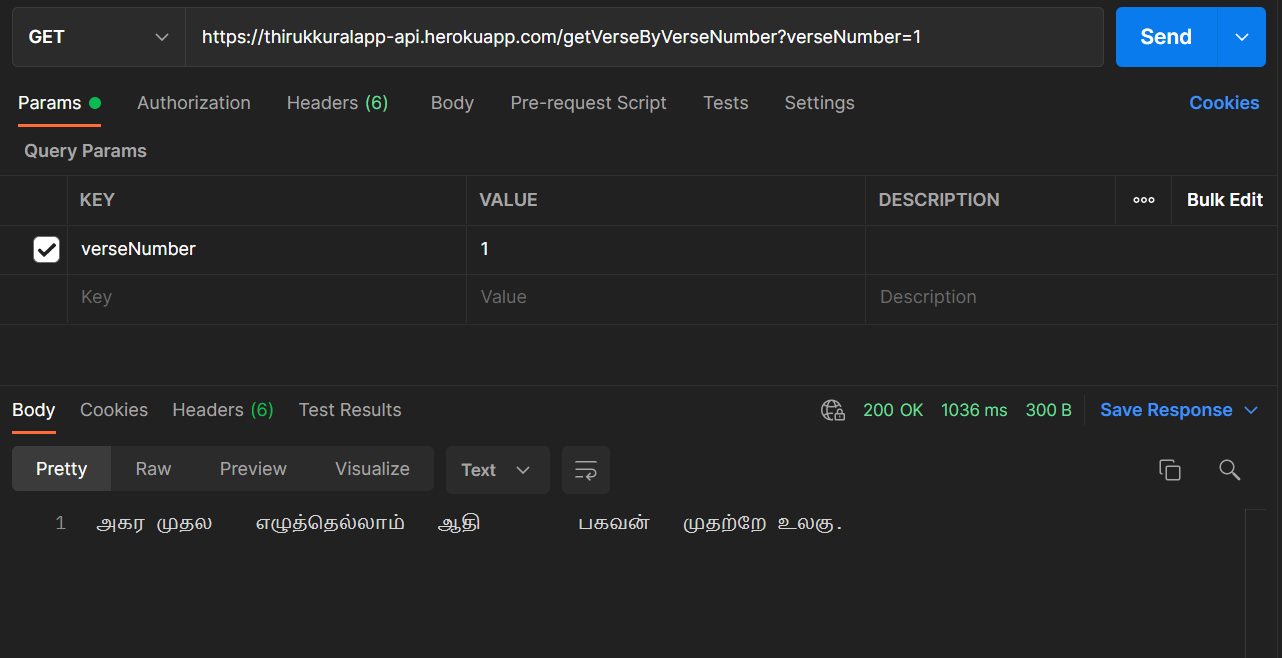 GET https://thirukkuralapp-api.herokuapp.com/getVerseByVerseNumber?verseNumber=1 Send
Params Authorization Headers (6) Body Pre-request Script Tests Settings Cookies
Query Params
KEY VALUE DESCRIPTION ooo Bulk Edit
verseNumber 1
Key Value Description
Body Cookies Headers (6) Test Results 200 OK 1036 ms 300 B Save Response
Pretty Raw Preview Visualize Text
1 அகர முதல எழுத்தெல்லாம் ஆதி பகவன் முதற்றே உலகு.